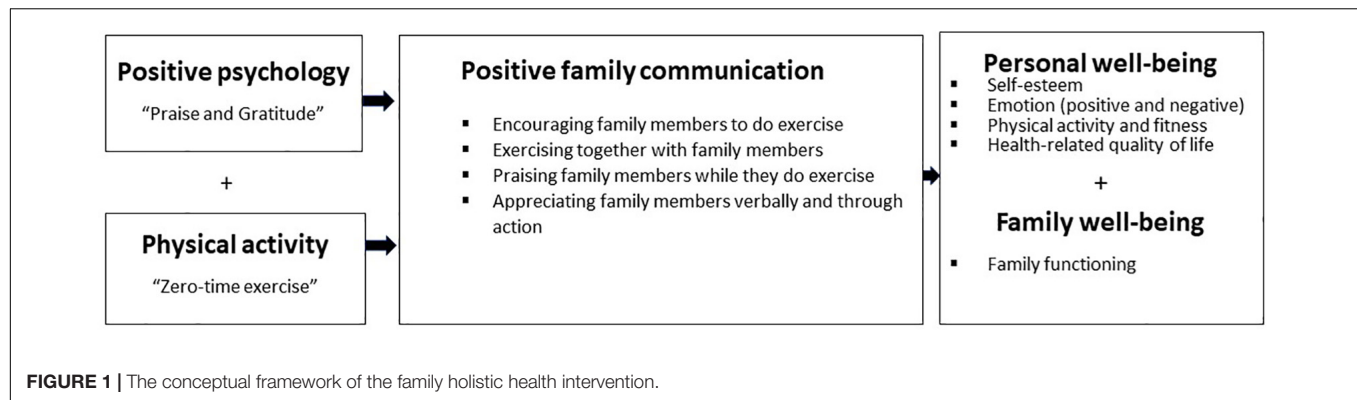 Positive psychology
“Praise and Gratitude”
+
Physical activity
“Zero-time exercise”
Positive family communication
▪ Encouraging family members to do exercise
▪ Exercising together with family members
▪ Praising family members while they do exercise
▪ Appreciating family members verbally and through
action
Personal well-being
▪ Self-esteem
▪ Emotion (positive and negative)
▪ Physical activity and fitness
▪ Health-related quality of life
+
Family well-being
▪ Family functioning
FIGURE 1 | The conceptual framework of the family holistic health intervention.